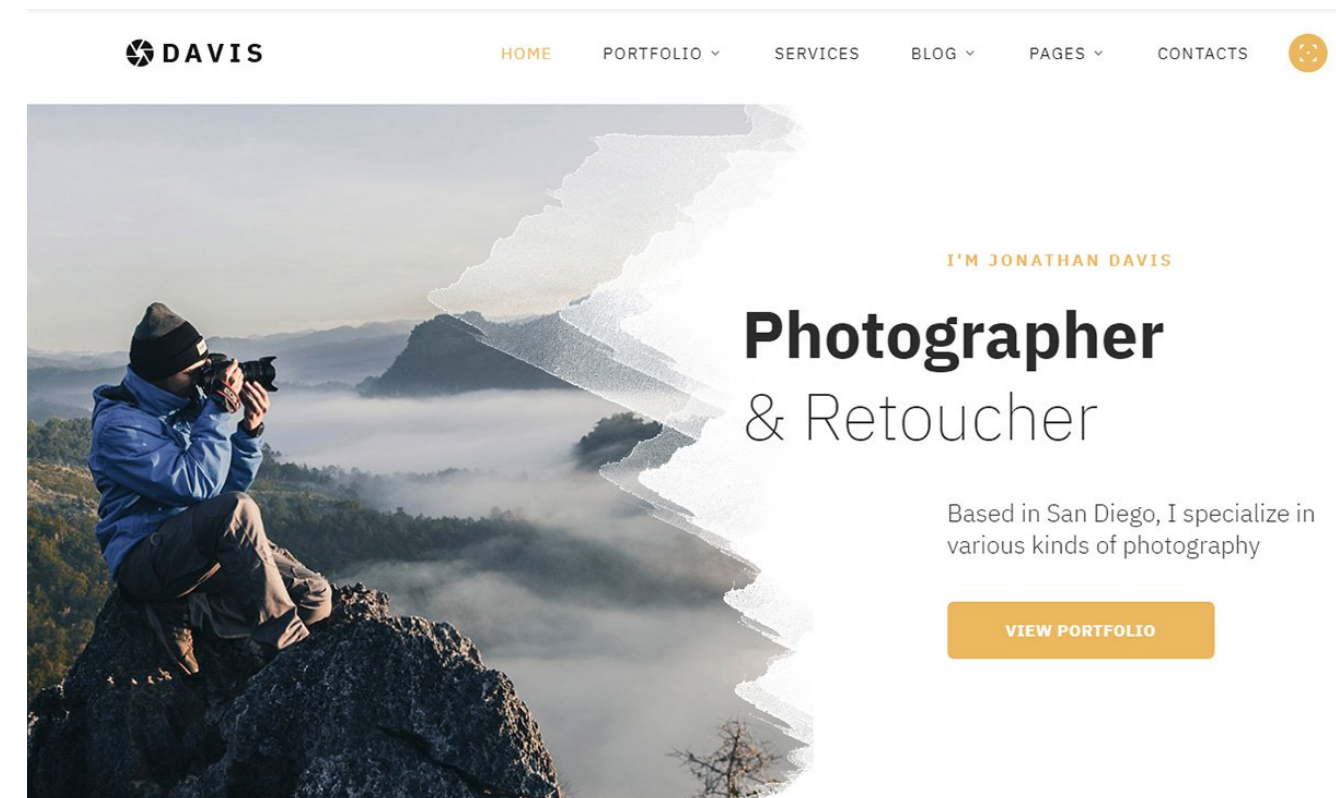 DAVIS
HOME PORTFOLIO SERVICES BLOG PAGES CONTACTS
I'M JONATHAN DAVIS
Photographer
& Retoucher
Based in San Diego, I specialize in
various kinds of photography
VIEW PORTFOLIO